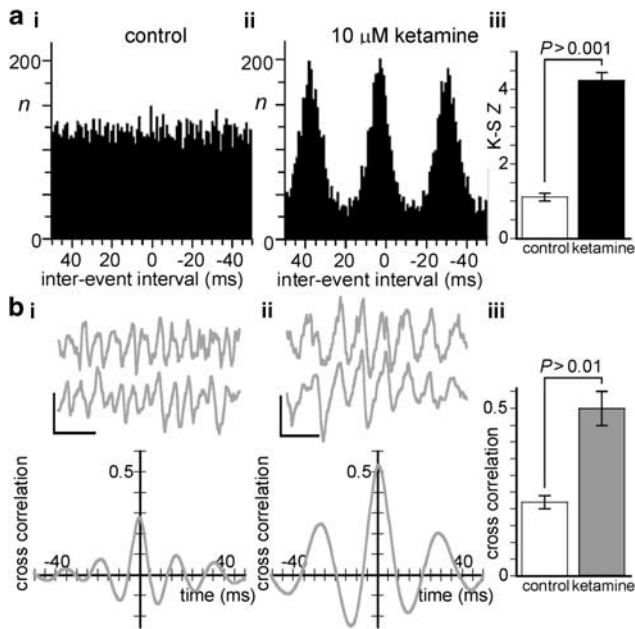 a i
control
200
n
0
40 20 0 -20 -40
inter-event interval (ms)
ii
10 µM ketamine
200
n
0
40 20 0 -20 -40
inter-event interval (ms)
iii
P > 0.001
K-S Z
4
2
1
0
control ketamine
b i
cross correlation
0.5
-40 40
time (ms)
ii
cross correlation
0.5
-40 40
time (ms)
iii
P > 0.01
cross correlation
0.5
0
control ketamine